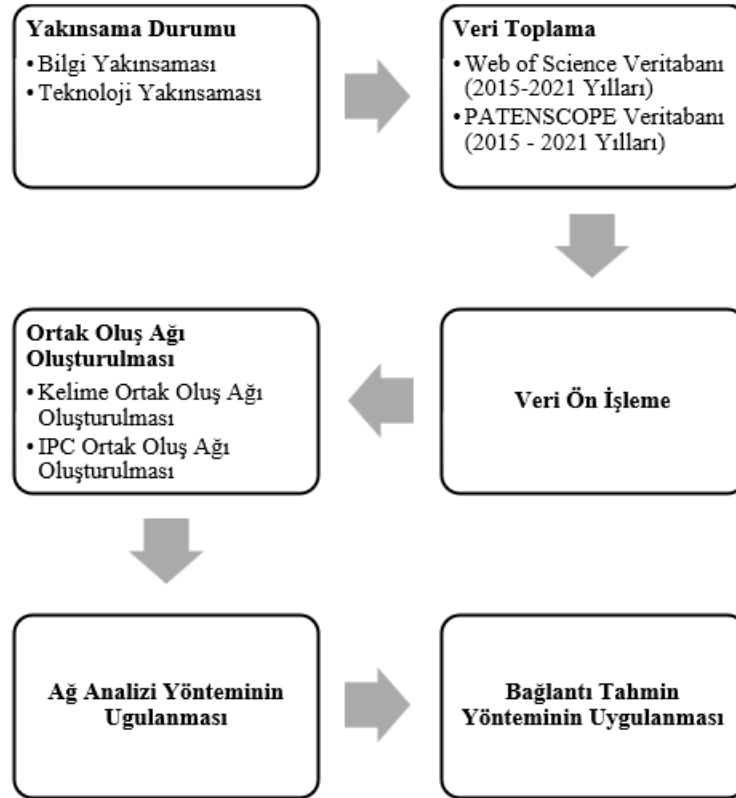 Yakınsama Durumu
• Bilgi Yakınsaması
• Teknoloji Yakınsaması
Veri Toplama
• Web of Science Veritabanı
(2015-2021 Yılları)
• PATENSCOPE Veritabanı
(2015 - 2021 Yılları)
Veri Ön İşleme
Ortak Oluş Ağı
Oluşturulması
• Kelime Ortak Oluş Ağı
Oluşturulması
• IPC Ortak Oluş Ağı
Oluşturulması
Ağ Analizi Yönteminin
Ugulanması
Bağlantı Tahmin
Yönteminin Uygulanması